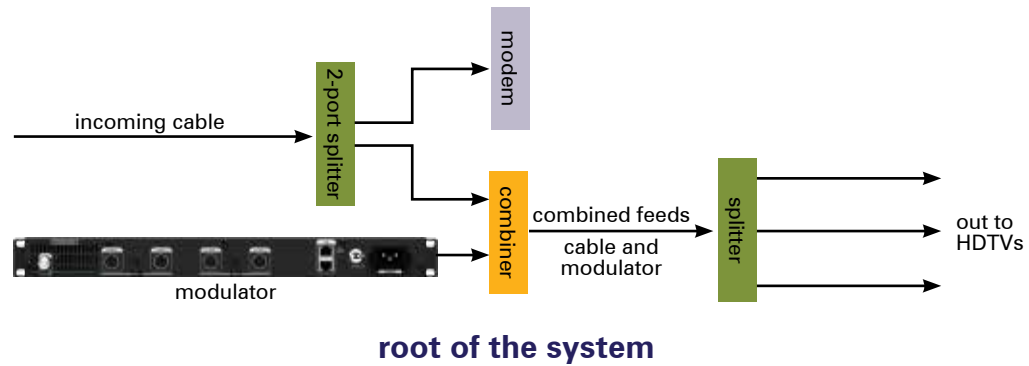 modem
incoming cable
2-port splitter
combiner
combined feeds
cable and
modulator
splitter
out to
HDTVs
modulator
root of the system